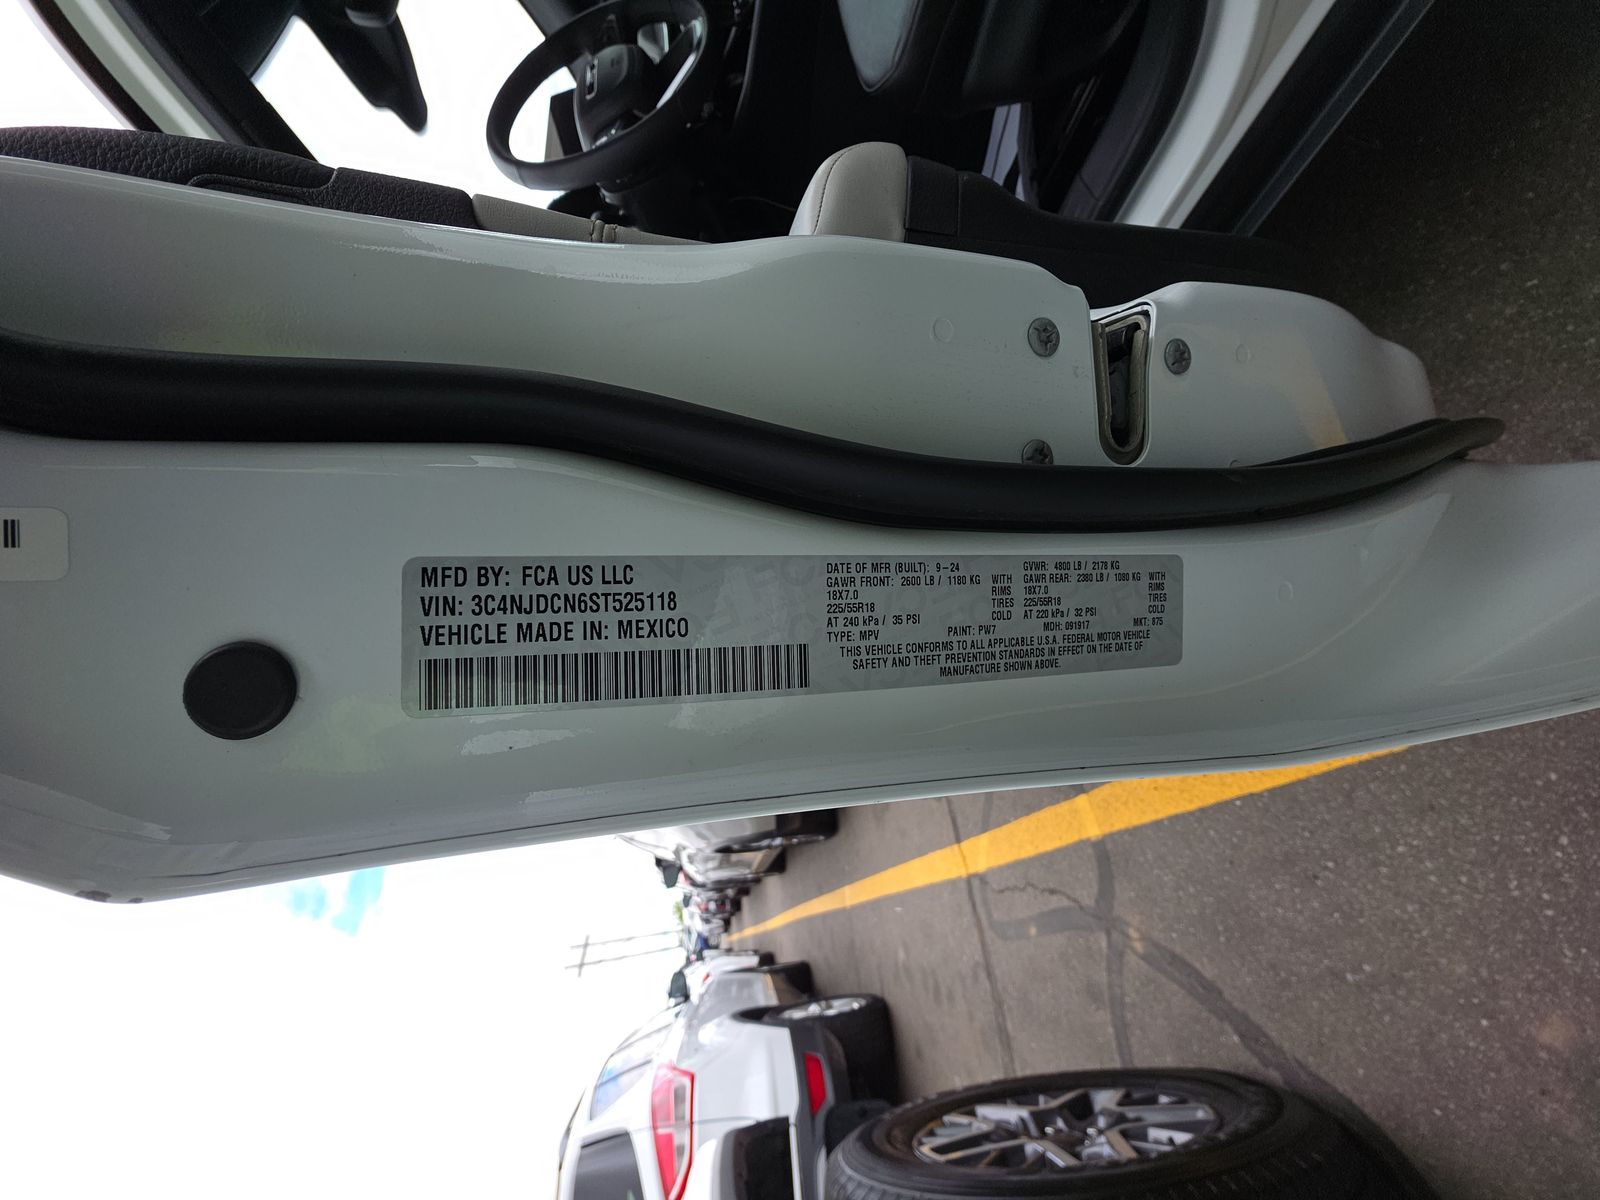 MFD BY: FCA US LLC
VIN: 3C4NJDCN6ST525118
VEHICLE MADE IN: MEXICO
DATE OF MFR (BUILT): 9-24
GAWR FRONT: 2600 LB / 1180 KG WITH
18X7.0 RIMS
225/55R18 TIRES
AT 240 kPa / 35 PSI COLD
GVWR: 4800 LB / 2178 KG
GAWR REAR: 2380 LB / 1080 KG WITH
18X7.0 RIMS
225/55R18 TIRES
AT 220 kPa / 32 PSI COLD
TYPE: MPV PAINT: PW7 MDH: 091917 MKT: 875
THIS VEHICLE CONFORMS TO ALL APPLICABLE U.S.A. FEDERAL MOTOR VEHICLE
SAFETY AND THEFT PREVENTION STANDARDS IN EFFECT ON THE DATE OF
MANUFACTURE SHOWN ABOVE.